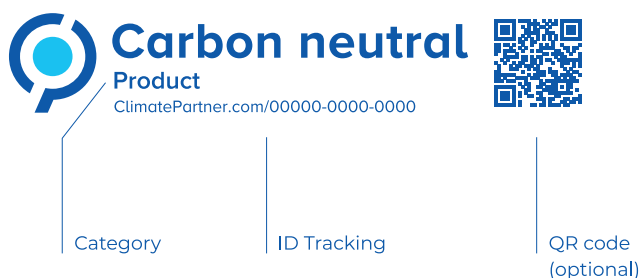 Carbon neutral
Product
ClimatePartner.com/00000-0000-0000
Category
ID Tracking
QR code
(optional)